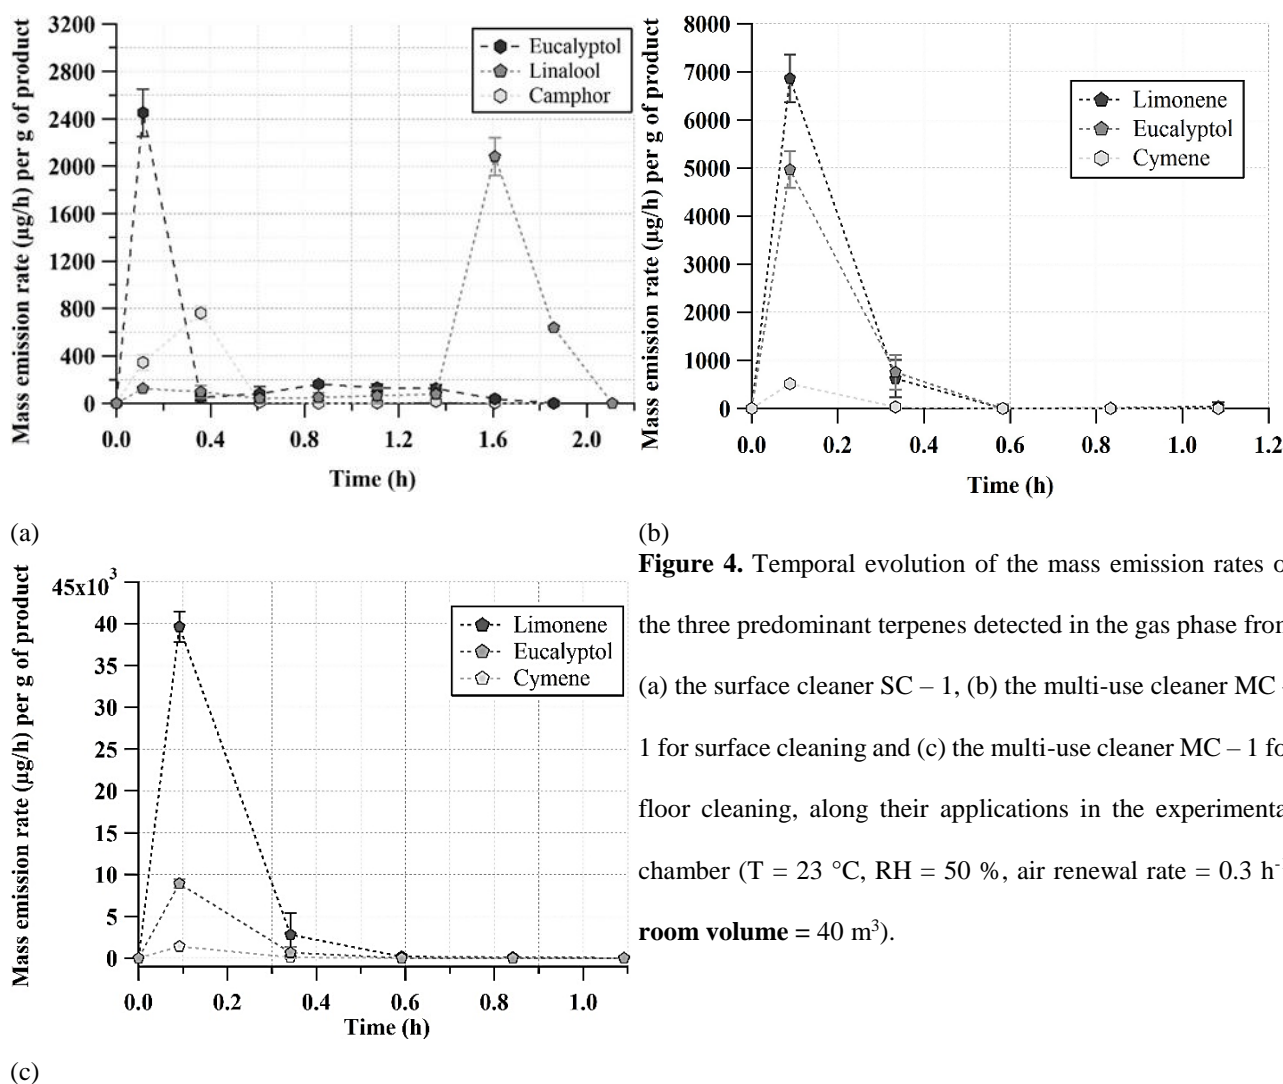 Mass emission rate (µg/h) per g of product
3200
2800
2400
2000
1600
1200
800
400
0
0.0 0.4 0.8 1.2 1.6 2.0
Time (h)
Eucalyptol
Linalool
Camphor
(a)
Mass emission rate (µg/h) per g of product
8000
7000
6000
5000
4000
3000
2000
1000
0
0.0 0.2 0.4 0.6 0.8 1.0 1.2
Time (h)
Limonene
Eucalyptol
Cymene
(b)
Figure 4. Temporal evolution of the mass emission rates o
the three predominant terpenes detected in the gas phase from
(a) the surface cleaner SC – 1, (b) the multi-use cleaner MC -
1 for surface cleaning and (c) the multi-use cleaner MC – 1 fo
floor cleaning, along their applications in the experimenta
chamber (T = 23 °C, RH = 50 %, air renewal rate = 0.3 h⁻¹
room volume = 40 m³).
Mass emission rate (µg/h) per g of product
45x10³
40
35
30
25
20
15
10
5
0
0.0 0.2 0.4 0.6 0.8 1.0
Time (h)
Limonene
Eucalyptol
Cymene
(c)